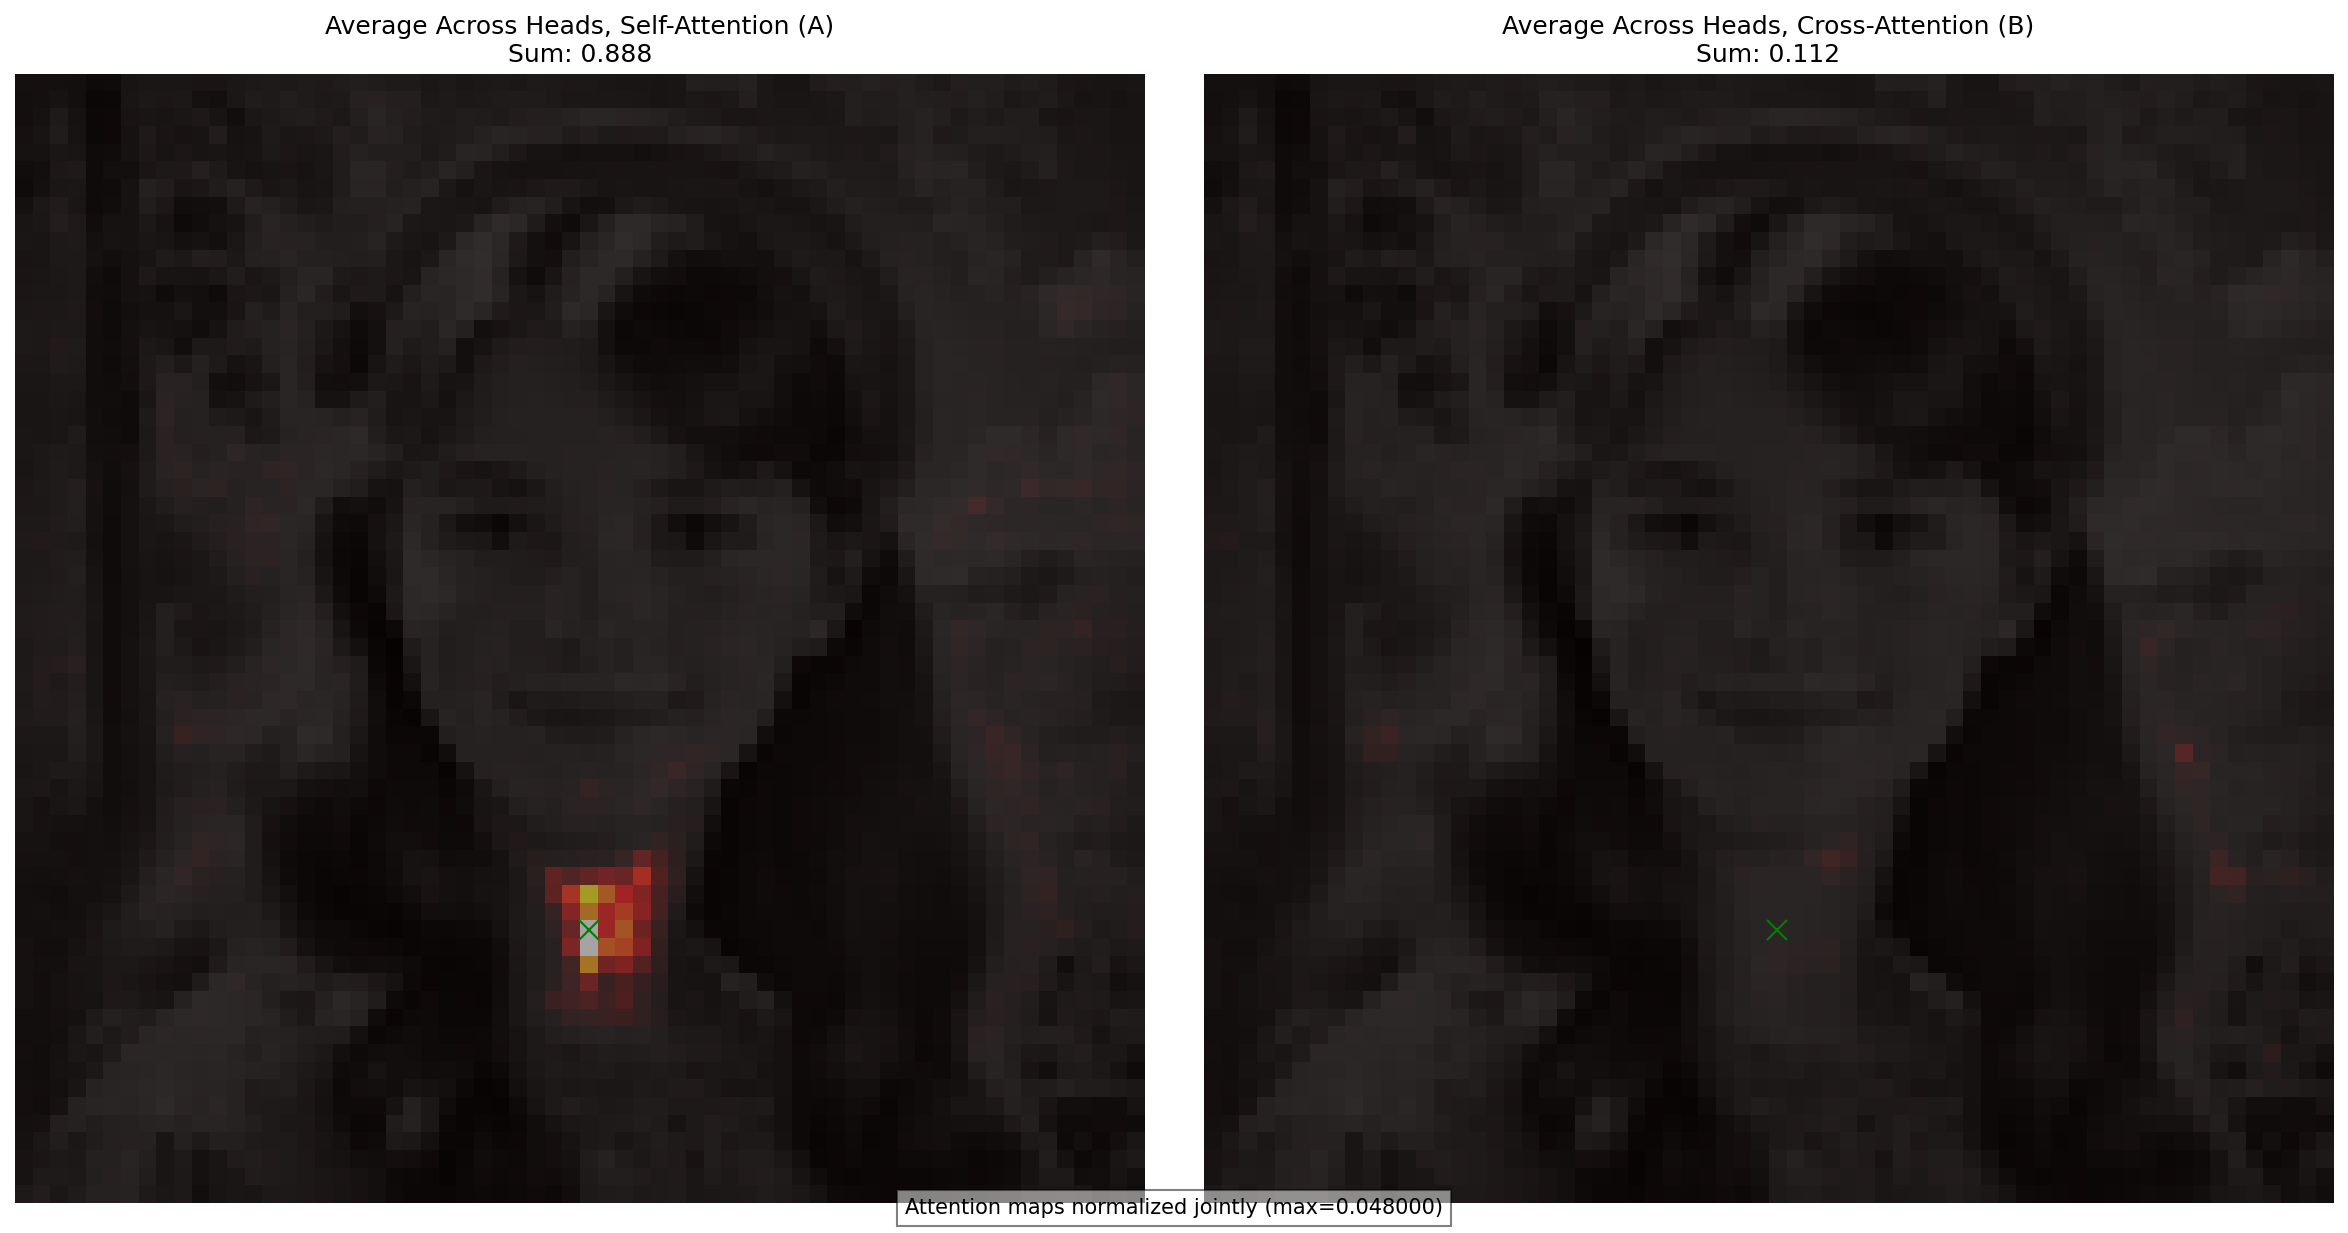 Average Across Heads, Self-Attention (A)
Sum: 0.888
Average Across Heads, Cross-Attention (B)
Sum: 0.112
Attention maps normalized jointly (max=0.048000)